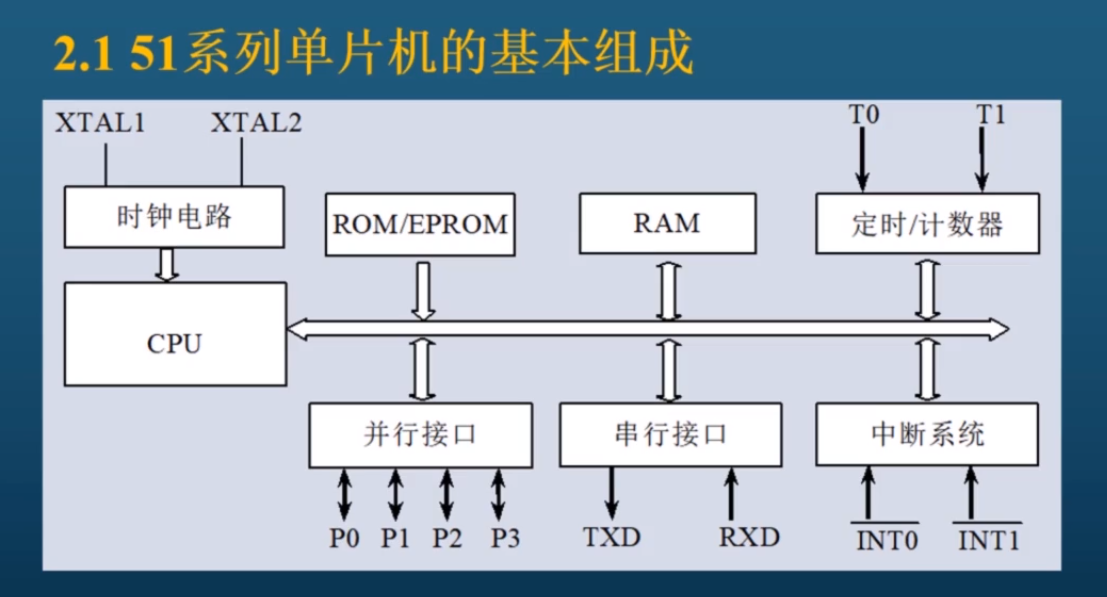 2.1 51系列单片机的基本组成
XTAL1 XTAL2 T0 T1
时钟电路 ROM/EPROM RAM 定时/计数器
CPU
并行接口 串行接口 中断系统
P0 P1 P2 P3 TXD RXD INT0 INT1